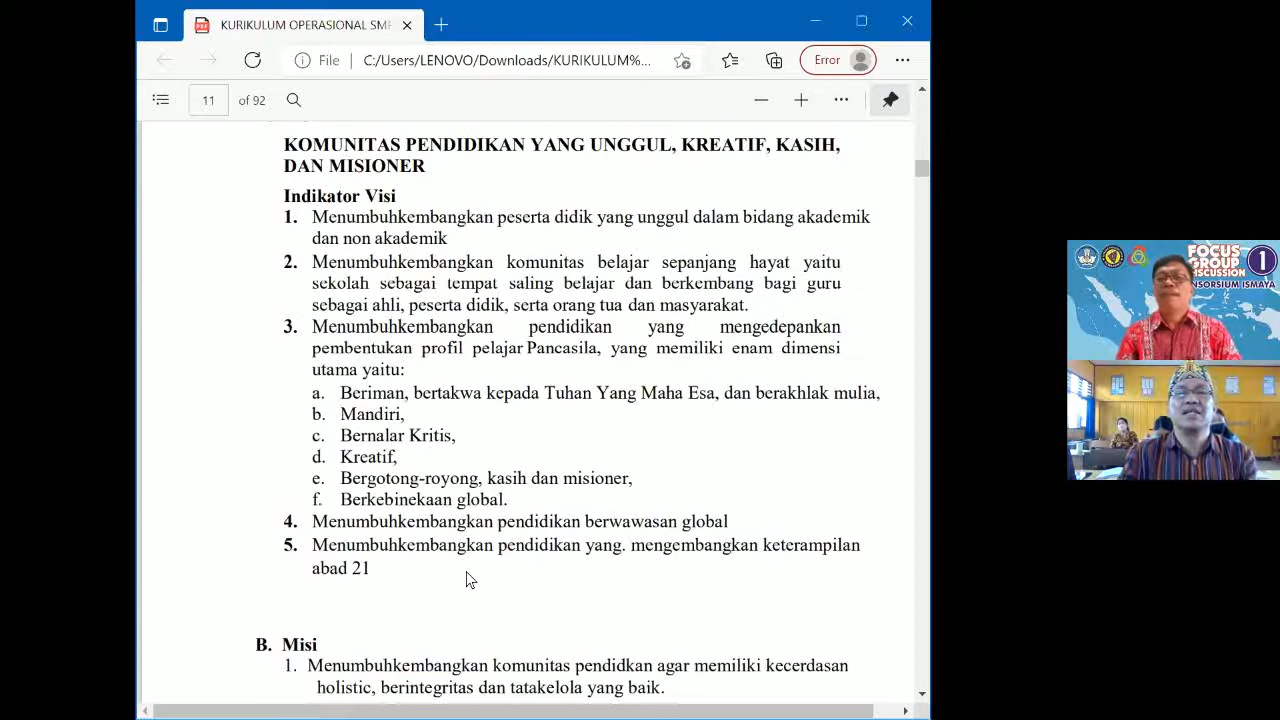 KURIKULUM OPERASIONAL SM
File
C:/Users/LENOVO/Downloads/KURIKULUM%...
Error
11 of 92
KOMUNITAS PENDIDIKAN YANG UNGGUL, KREATIF, KASIH,
DAN MISIONER
Indikator Visi
1. Menumbuhkembangkan peserta didik yang unggul dalam bidang akademik
dan non akademik
2. Menumbuhkembangkan komunitas belajar sepanjang hayat yaitu
sekolah sebagai tempat saling belajar dan berkembang bagi guru
sebagai ahli, peserta didik, serta orang tua dan masyarakat.
3. Menumbuhkembangkan pendidikan yang mengedepankan
pembentukan profil pelajar Pancasila, yang memiliki enam dimensi
utama yaitu:
a. Beriman, bertakwa kepada Tuhan Yang Maha Esa, dan berakhlak mulia,
b. Mandiri,
c. Bernalar Kritis,
d. Kreatif,
e. Bergotong-royong, kasih dan misioner,
f. Berkebinekaan global.
4. Menumbuhkembangkan pendidikan berwawasan global
5. Menumbuhkembangkan pendidikan yang. mengembangkan keterampilan
abad 21
B. Misi
1. Menumbuhkembangkan komunitas pendidkan agar memiliki kecerdasan
holistic, berintegritas dan tatakelola yang baik.
FOCUS
GROUP
DISCUSSION 1
KONSORSIUM ISMAYA